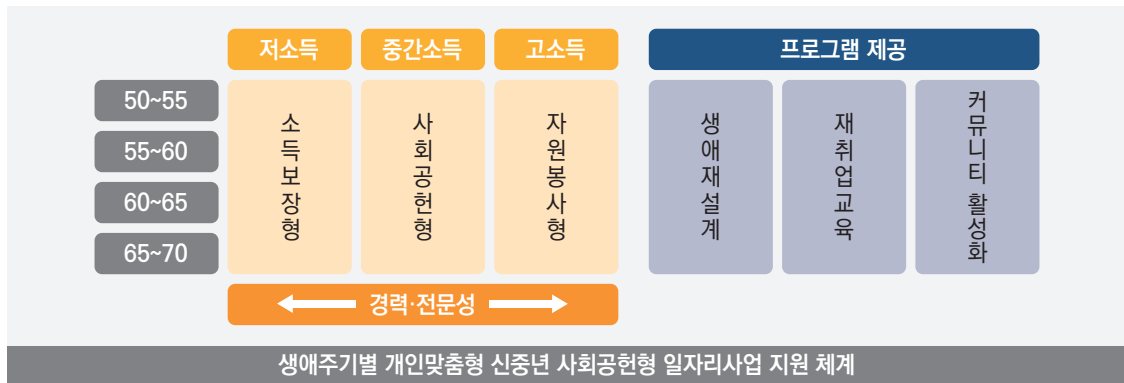 저소득 중간소득 고소득 프로그램 제공
50~55
55~60
60~65
65~70
소득보장형
사회공헌형
자원봉사형
생애재설계
재취업교육
커뮤니티 활성화
경력·전문성
생애주기별 개인맞춤형 신중년 사회공헌형 일자리사업 지원 체계